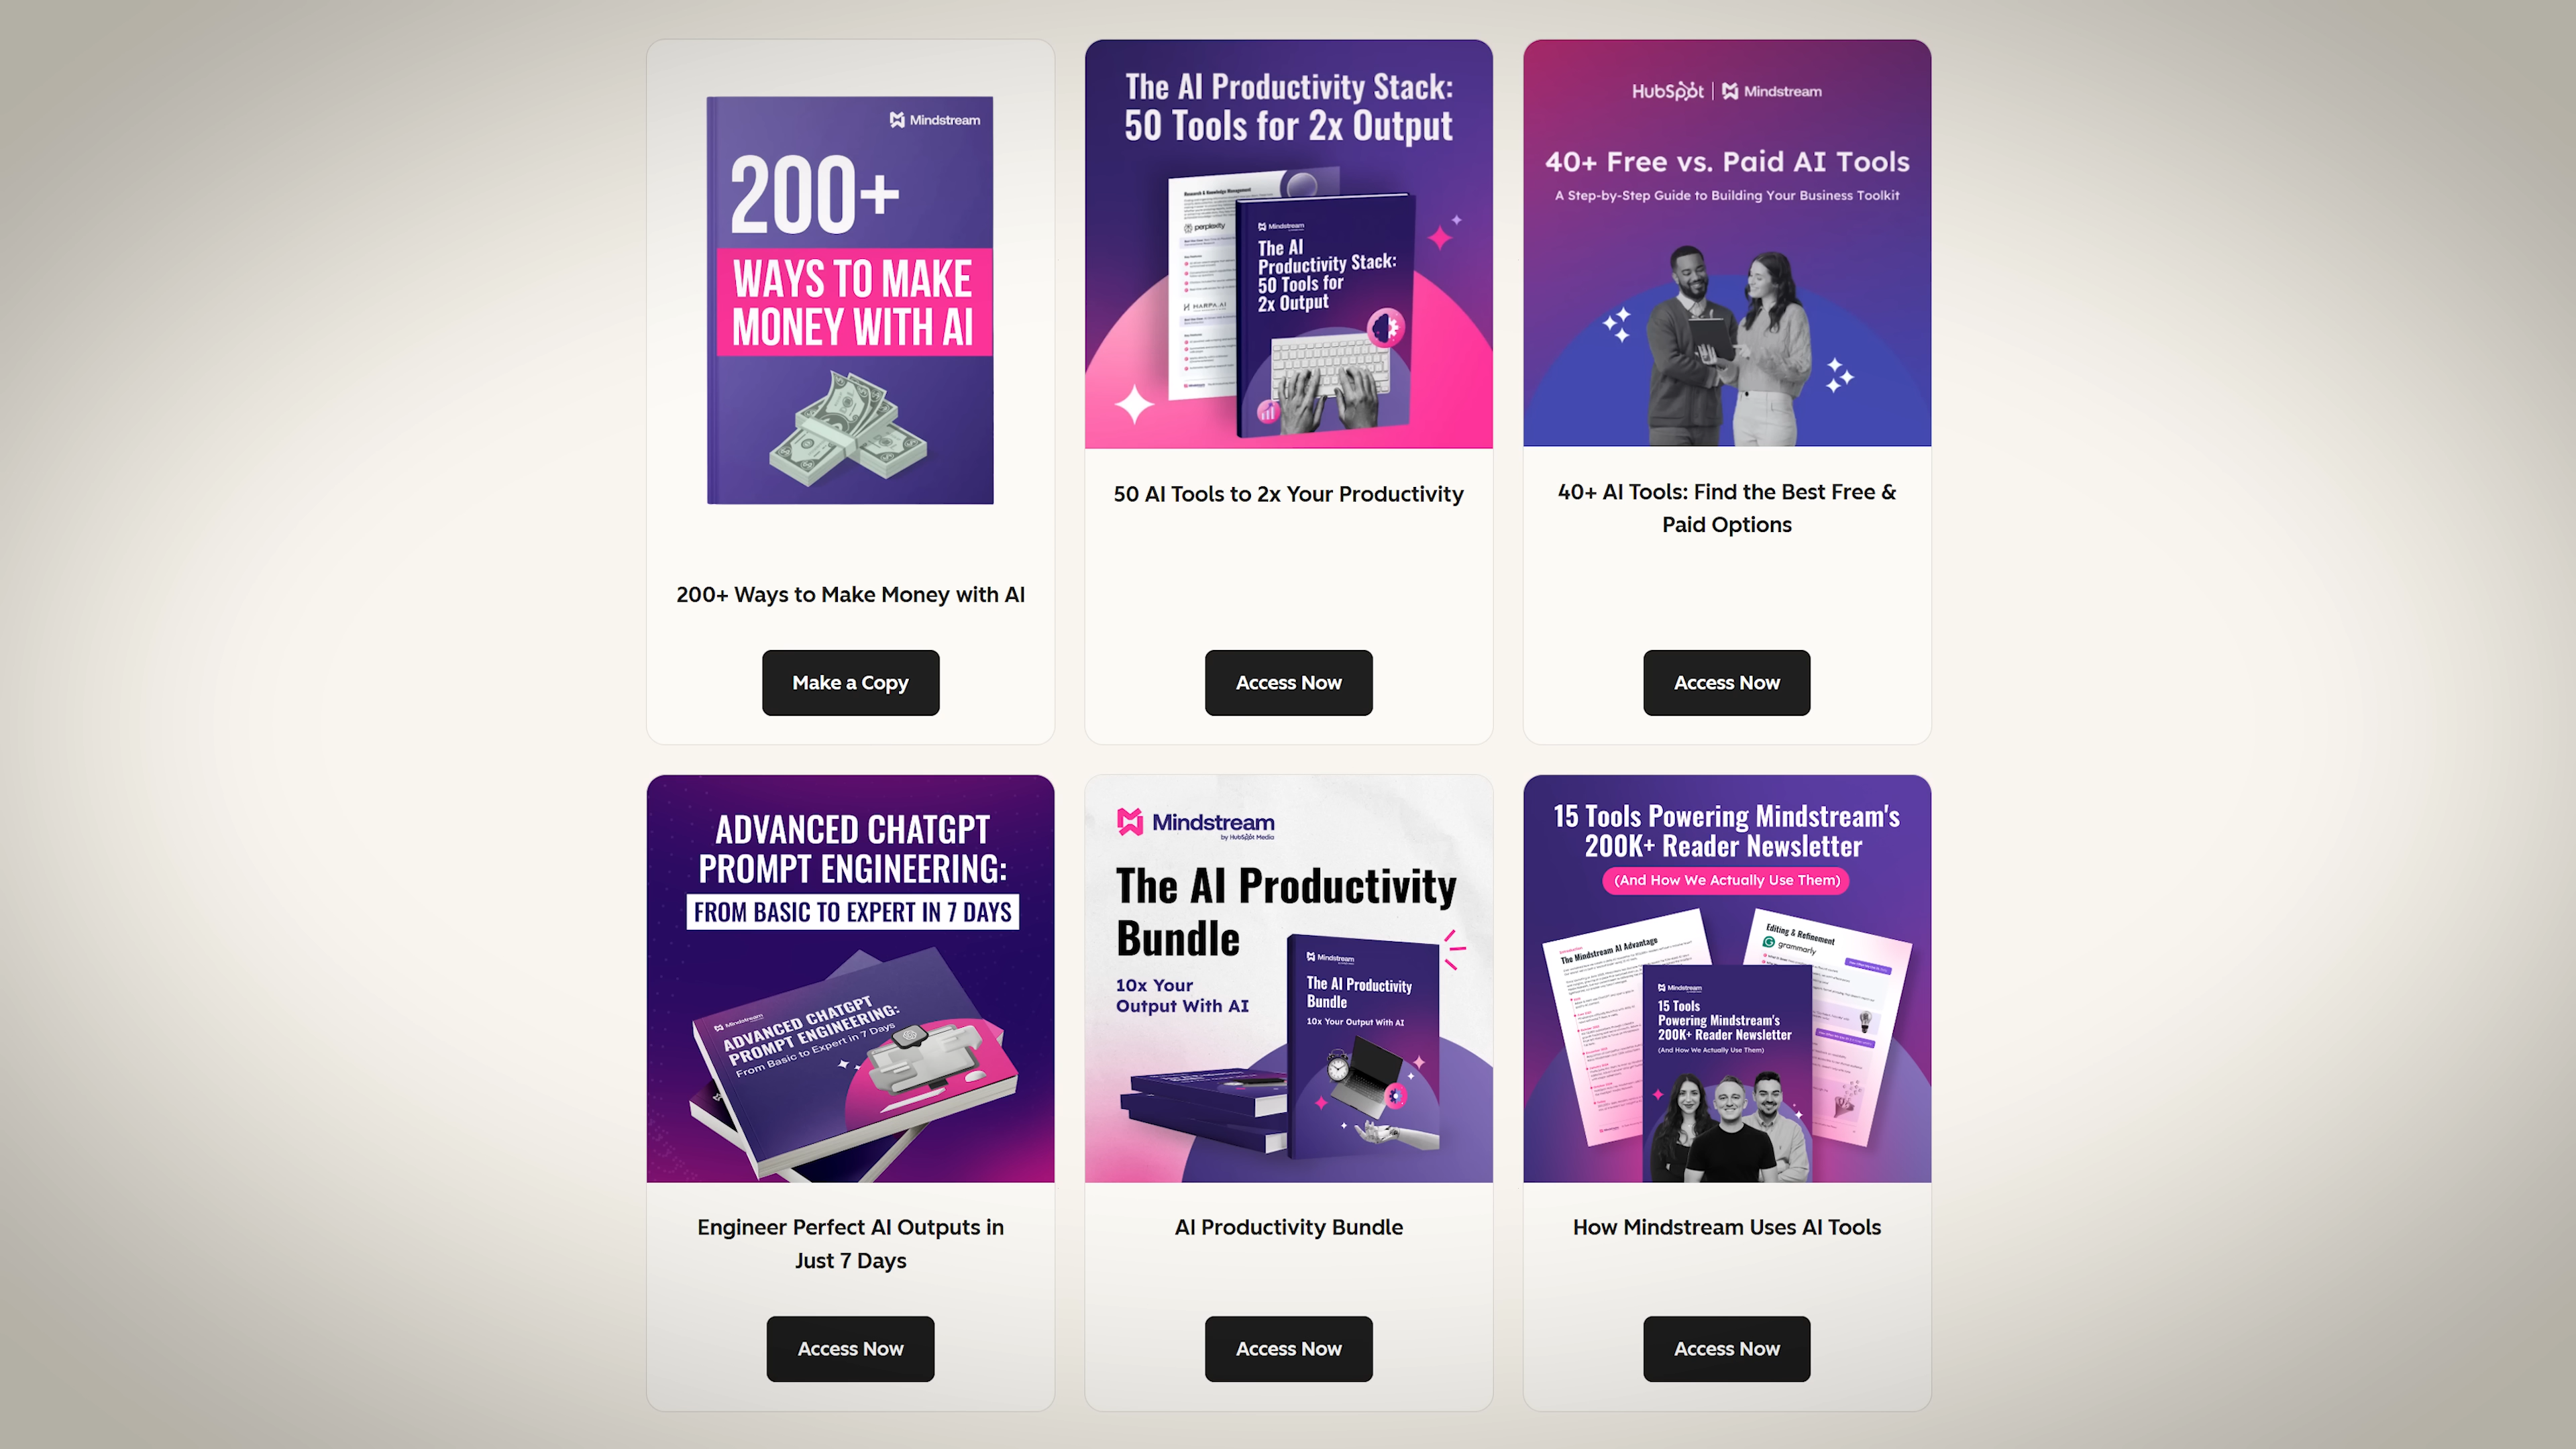 Mindstream
200+
WAYS TO MAKE
MONEY WITH AI
200+ Ways to Make Money with AI
Make a Copy
The AI Productivity Stack:
50 Tools for 2x Output
Research & Knowledge Management
perplexity
HARPA.AI
Mindstream
The AI
Productivity Stack:
50 Tools for
2x Output
50 AI Tools to 2x Your Productivity
Access Now
HubSpot | Mindstream
40+ Free vs. Paid AI Tools
A Step-by-Step Guide to Building Your Business Toolkit
40+ AI Tools: Find the Best Free &
Paid Options
Access Now
ADVANCED CHATGPT
PROMPT ENGINEERING:
FROM BASIC TO EXPERT IN 7 DAYS
Mindstream
ADVANCED CHATGPT
PROMPT ENGINEERING:
From Basic to Expert in 7 Days
Engineer Perfect AI Outputs in
Just 7 Days
Access Now
Mindstream
by HubSpot Media
The AI Productivity
Bundle
10x Your
Output With AI
Mindstream
The AI Productivity
Bundle
10x Your Output With AI
AI Productivity Bundle
Access Now
15 Tools Powering Mindstream's
200K+ Reader Newsletter
(And How We Actually Use Them)
The Mindstream AI Advantage
Editing & Refinement
grammarly
Mindstream
15 Tools
Powering Mindstream's
200K+ Reader Newsletter
(And How We Actually Use Them)
How Mindstream Uses AI Tools
Access Now